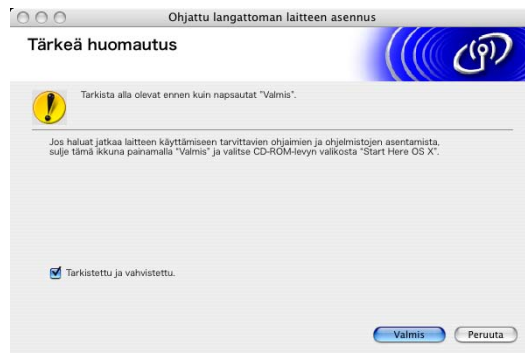 Ohjattu langattoman laitteen asennus
Tärkeä huomautus
Tarkista alla olevat ennen kuin napsautat "Valmis".
Jos haluat jatkaa laitteen käyttämiseen tarvittavien ohjaimien ja ohjelmistojen asentamista,
sulje tämä ikkuna painamalla "Valmis" ja valitse CD-ROM-levyn valikosta "Start Here OS X".
Tarkistettu ja vahvistettu.
Valmis
Peruuta